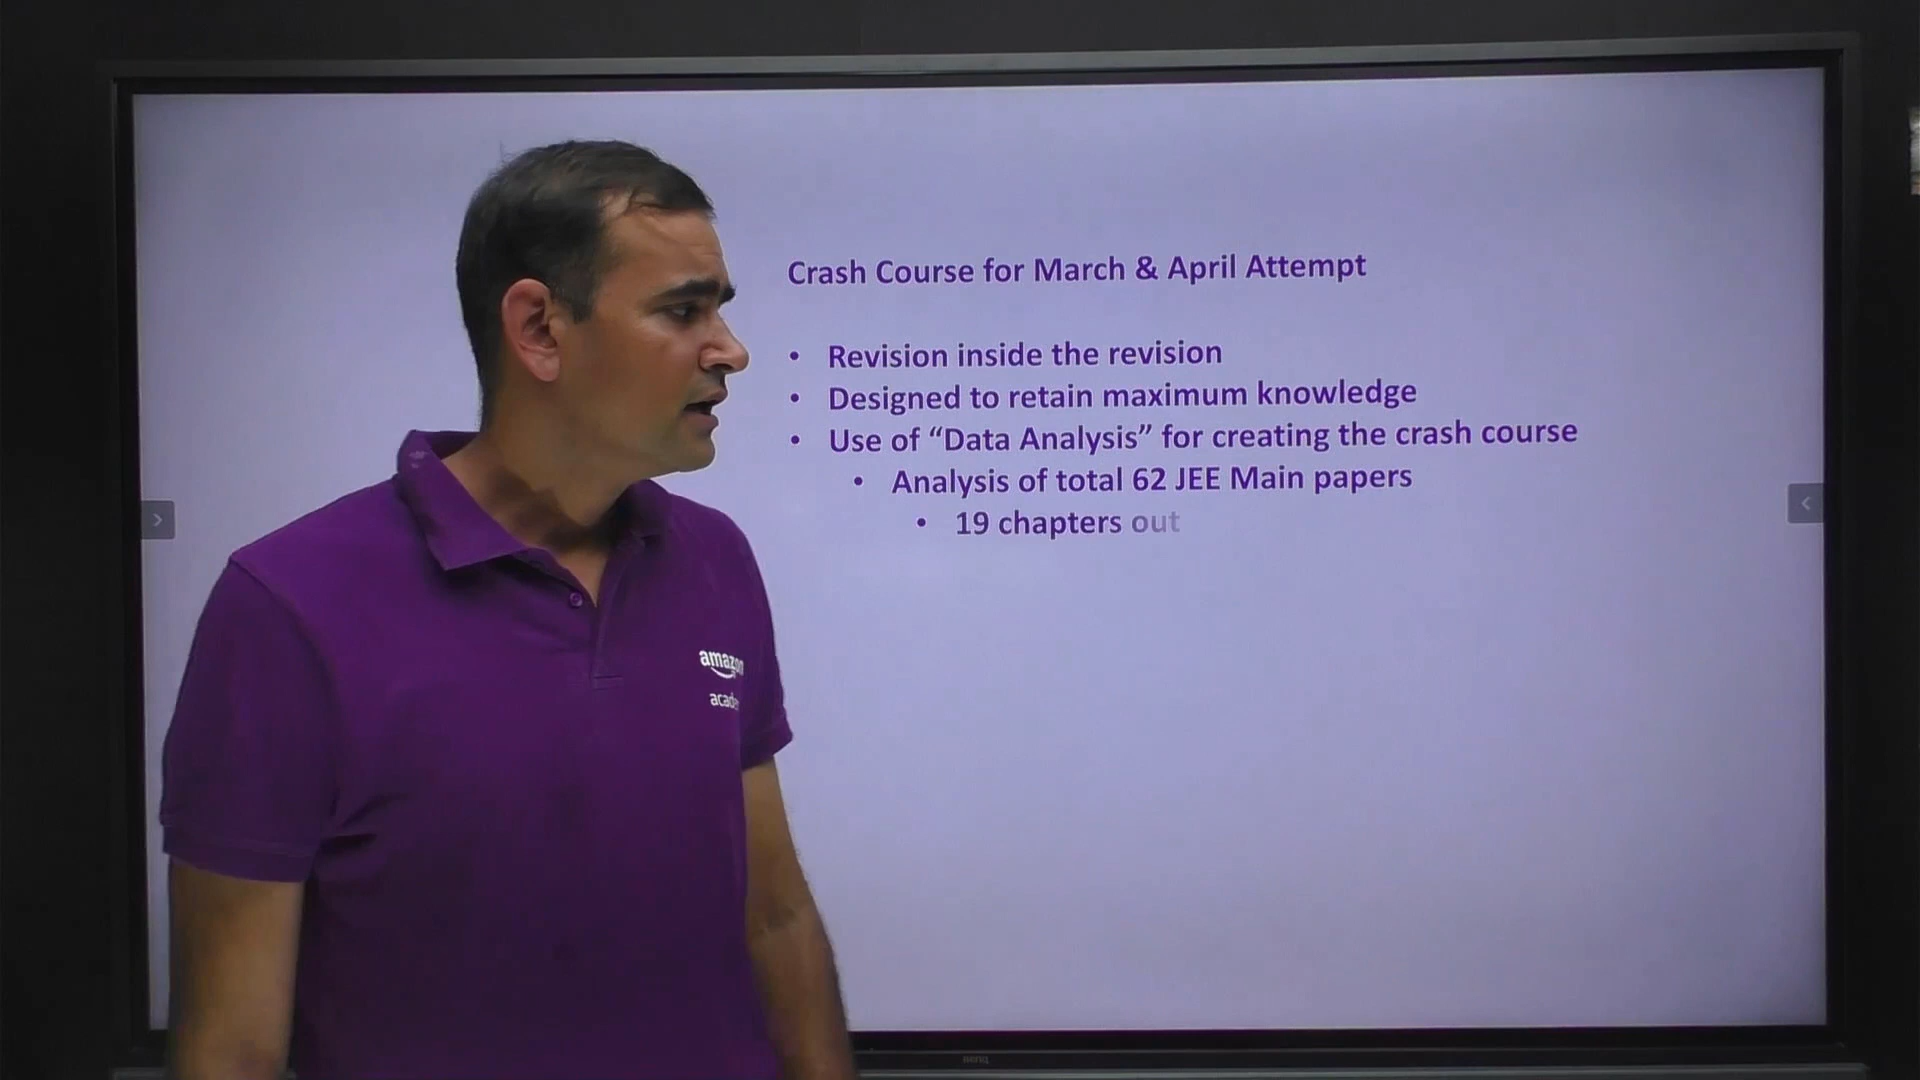 Crash Course for March & April Attempt
• Revision inside the revision
• Designed to retain maximum knowledge
• Use of “Data Analysis” for creating the crash course
• Analysis of total 62 JEE Main papers
• 19 chapters out
amazon
BenQ